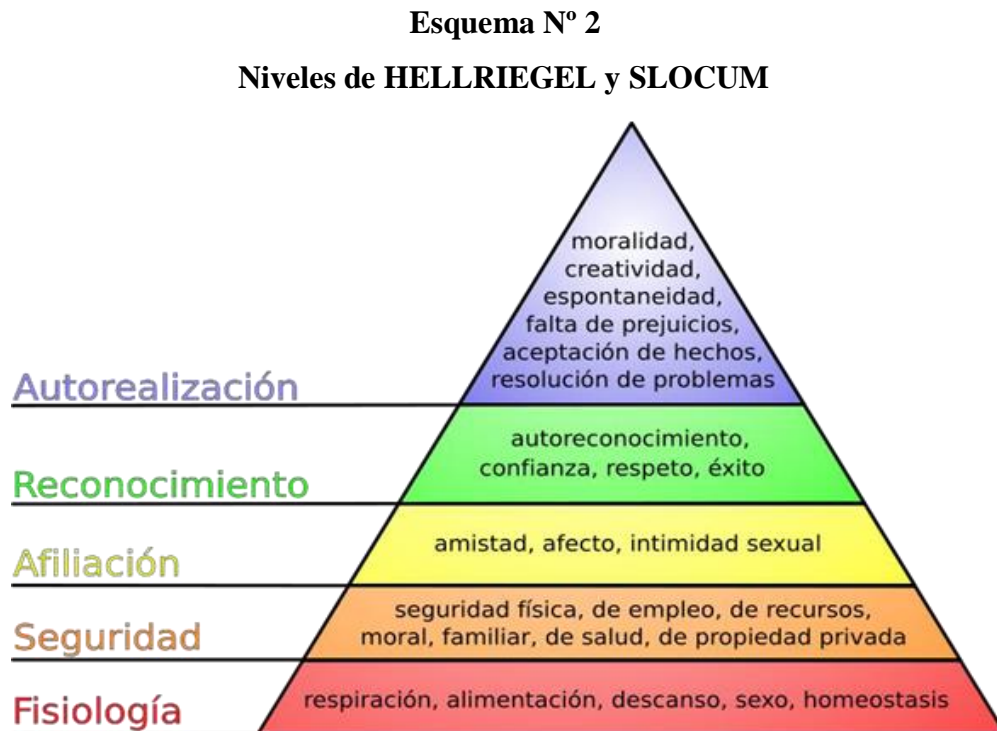 Esquema Nº 2
Niveles de HELLRIEGEL y SLOCUM
moralidad,
creatividad,
espontaneidad,
falta de prejuicios,
aceptación de hechos,
resolución de problemas
Autorealización
autoreconocimiento,
confianza, respeto, éxito
Reconocimiento
amistad, afecto, intimidad sexual
Afiliación
seguridad física, de empleo, de recursos,
moral, familiar, de salud, de propiedad privada
Seguridad
respiración, alimentación, descanso, sexo, homeostasis
Fisiología